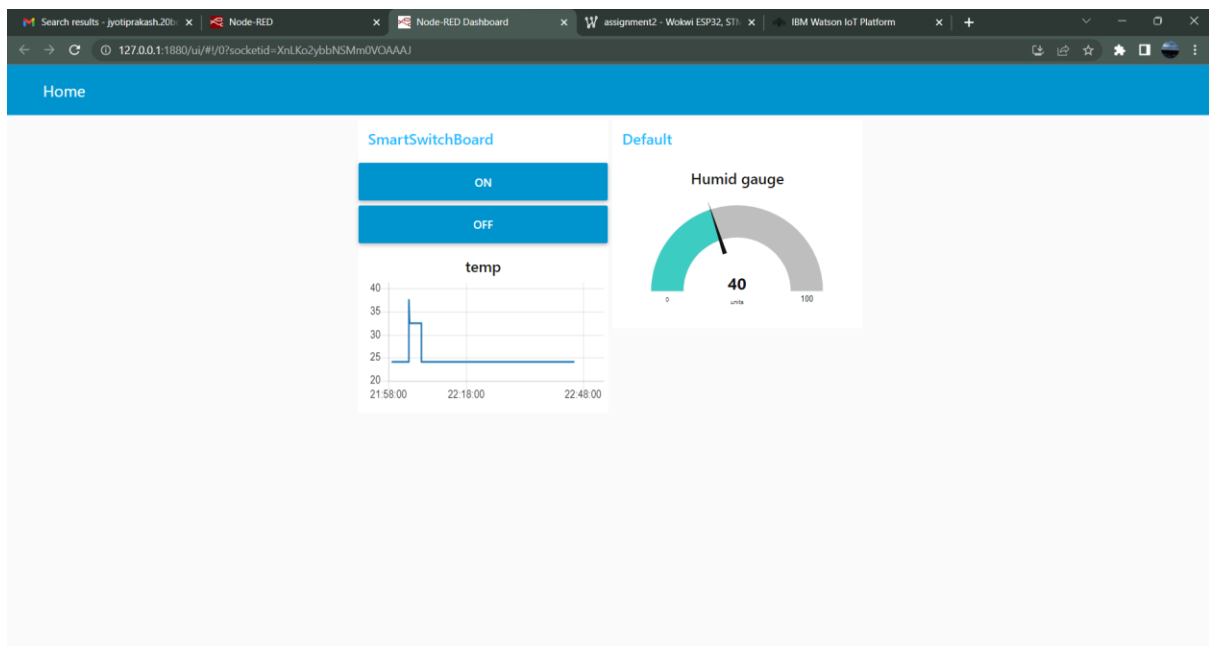 Search results - jyotiprakash.20b
Node-RED
Node-RED Dashboard
assignment2 - Wokwi ESP32, ST
IBM Watson IoT Platform
127.0.0.1:1880/ui/#!/0?socketid=XnLKo2ybbNSMm0VOAAAJ
Home
SmartSwitchBoard
ON
OFF
temp
40
35
30
25
20
21:58:00 22:18:00 22:48:00
Default
Humid gauge
40
units
0 100